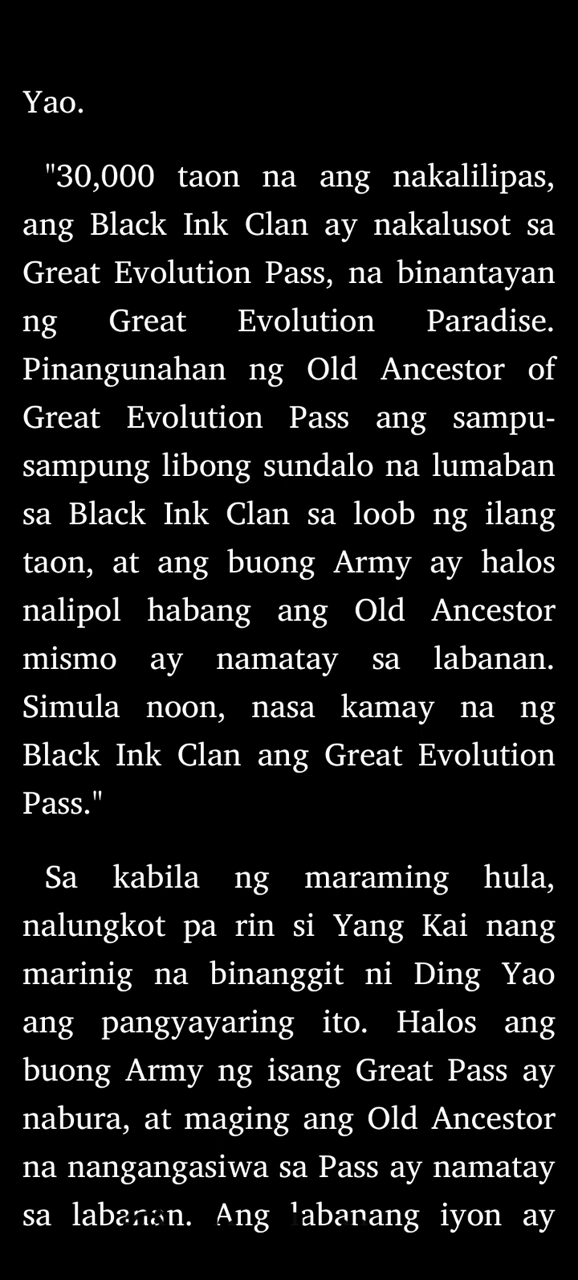 Yao.
"30,000 taon na ang nakalilipas,
ang Black Ink Clan ay nakalusot sa
Great Evolution Pass, na binantayan
ng Great Evolution Paradise.
Pinangunahan ng Old Ancestor of
Great Evolution Pass ang sampu-
sampung libong sundalo na lumaban
sa Black Ink Clan sa loob ng ilang
taon, at ang buong Army ay halos
nalipol habang ang Old Ancestor
mismo ay namatay sa labanan.
Simula noon, nasa kamay na ng
Black Ink Clan ang Great Evolution
Pass."
Sa kabila ng maraming hula,
nalungkot pa rin si Yang Kai nang
marinig na binanggit ni Ding Yao
ang pangyayaring ito. Halos ang
buong Army ng isang Great Pass ay
nabura, at maging ang Old Ancestor
na nangangasiwa sa Pass ay namatay
sa labanan. Ang labanang iyon ay